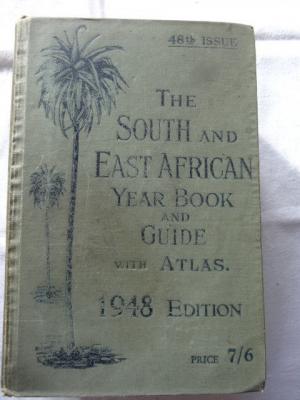 48th ISSUE
THE
SOUTH AND
EAST AFRICAN
YEAR BOOK
AND
GUIDE
WITH ATLAS.
1948 EDITION
PRICE 7/6